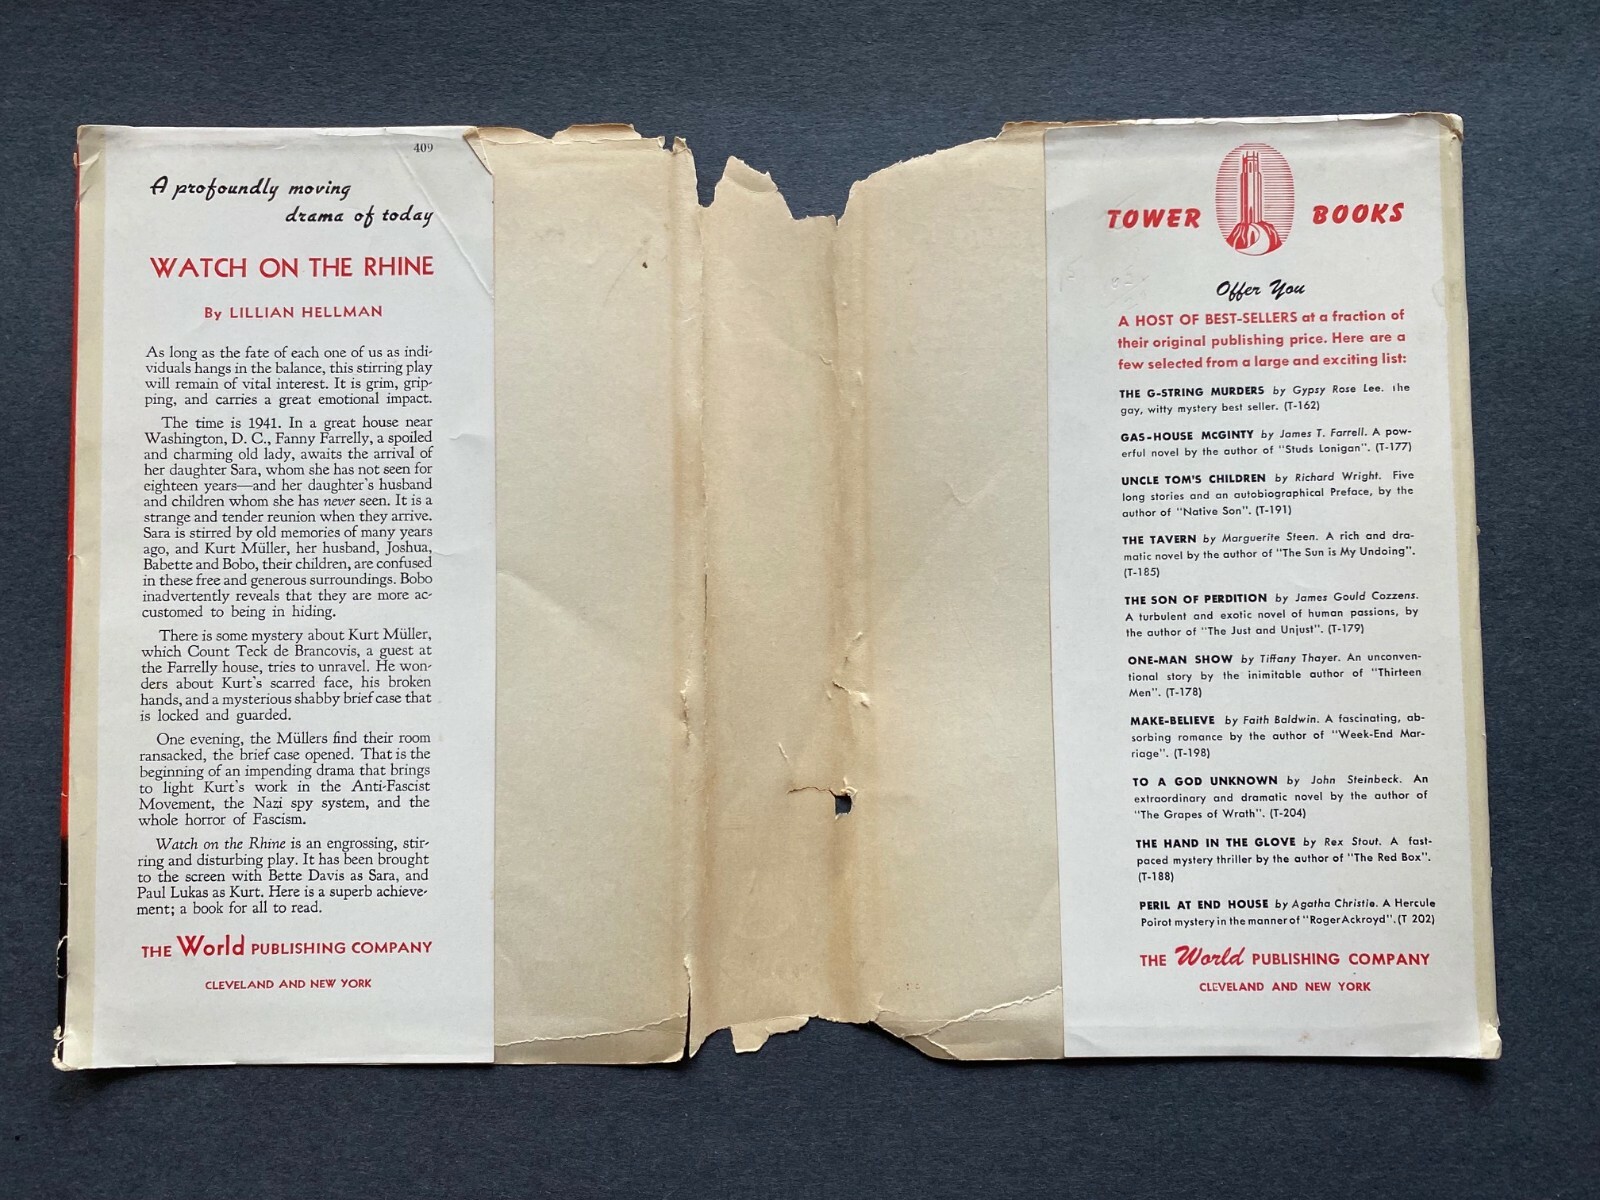 409
A profoundly moving
drama of today
WATCH ON THE RHINE
By LILLIAN HELLMAN
As long as the fate of each one of us as indi-
viduals hangs in the balance, this stirring play
will remain of vital interest. It is grim, grip-
ping, and carries a great emotional impact.
The time is 1941. In a great house near
Washington, D. C., Fanny Farrelly, a spoiled
and charming old lady, awaits the arrival of
her daughter Sara, whom she has not seen for
eighteen years—and her daughter's husband
and children whom she has never seen. It is a
strange and tender reunion when they arrive.
Sara is stirred by old memories of many years
ago, and Kurt Müller, her husband, Joshua,
Babette and Bobo, their children, are confused
in these free and generous surroundings. Bobo
inadvertently reveals that they are more ac-
customed to being in hiding.
There is some mystery about Kurt Müller,
which Count Teck de Brancovis, a guest at
the Farrelly house, tries to unravel. He won-
ders about Kurt's scarred face, his broken
hands, and a mysterious shabby brief case that
is locked and guarded.
One evening, the Müllers find their room
ransacked, the brief case opened. That is the
beginning of an impending drama that brings
to light Kurt's work in the Anti-Fascist
Movement, the Nazi spy system, and the
whole horror of Fascism.
Watch on the Rhine is an engrossing, stir-
ring and disturbing play. It has been brought
to the screen with Bette Davis as Sara, and
Paul Lukas as Kurt. Here is a superb achieve-
ment; a book for all to read.
THE World PUBLISHING COMPANY
CLEVELAND AND NEW YORK
TOWER BOOKS
Offer You
A HOST OF BEST-SELLERS at a fraction of
their original publishing price. Here are a
few selected from a large and exciting list:
THE G-STRING MURDERS by Gypsy Rose Lee. The
gay, witty mystery best seller. (T-162)
GAS-HOUSE McGINTY by James T. Farrell. A pow-
erful novel by the author of "Studs Lonigan". (T-177)
UNCLE TOM'S CHILDREN by Richard Wright. Five
long stories and an autobiographical Preface, by the
author of "Native Son". (T-191)
THE TAVERN by Marguerite Steen. A rich and dra-
matic novel by the author of "The Sun is My Undoing".
(T-185)
THE SON OF PERDITION by James Gould Cozzens.
A turbulent and exotic novel of human passions, by
the author of "The Just and Unjust". (T-179)
ONE-MAN SHOW by Tiffany Thayer. An unconven-
tional story by the inimitable author of "Thirteen
Men". (T-178)
MAKE-BELIEVE by Faith Baldwin. A fascinating, ab-
sorbing romance by the author of "Week-End Mar-
riage". (T-198)
TO A GOD UNKNOWN by John Steinbeck. An
extraordinary and dramatic novel by the author of
"The Grapes of Wrath". (T-204)
THE HAND IN THE GLOVE by Rex Stout. A fast-
paced mystery thriller by the author of "The Red Box".
(T-188)
PERIL AT END HOUSE by Agatha Christie. A Hercule
Poirot mystery in the manner of "Roger Ackroyd". (T 202)
THE World PUBLISHING COMPANY
CLEVELAND AND NEW YORK